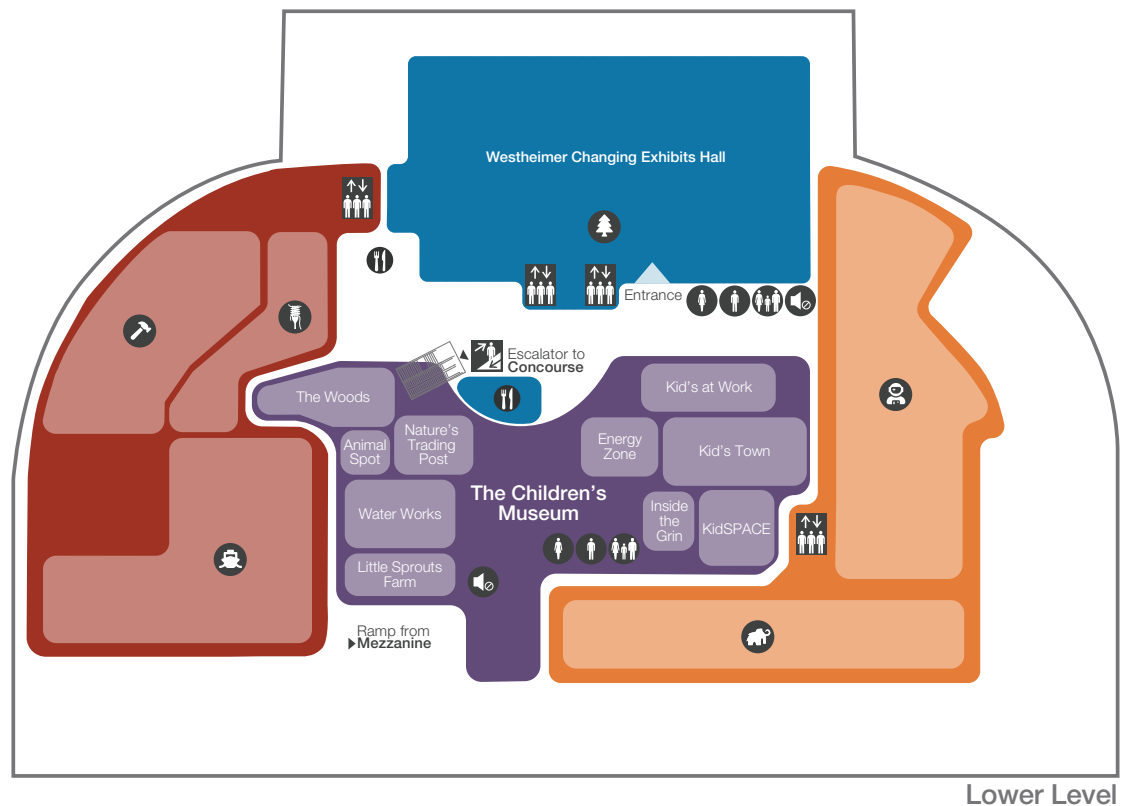 Westheimer Changing Exhibits Hall
Entrance
Escalator to
Concourse
The Woods
Kid's at Work
Nature's
Trading
Post
Animal
Spot
Energy
Zone
Kid's Town
The Children's
Museum
Water Works
Inside
the
Grin
KidSPACE
Little Sprouts
Farm
Ramp from
Mezzanine
Lower Level